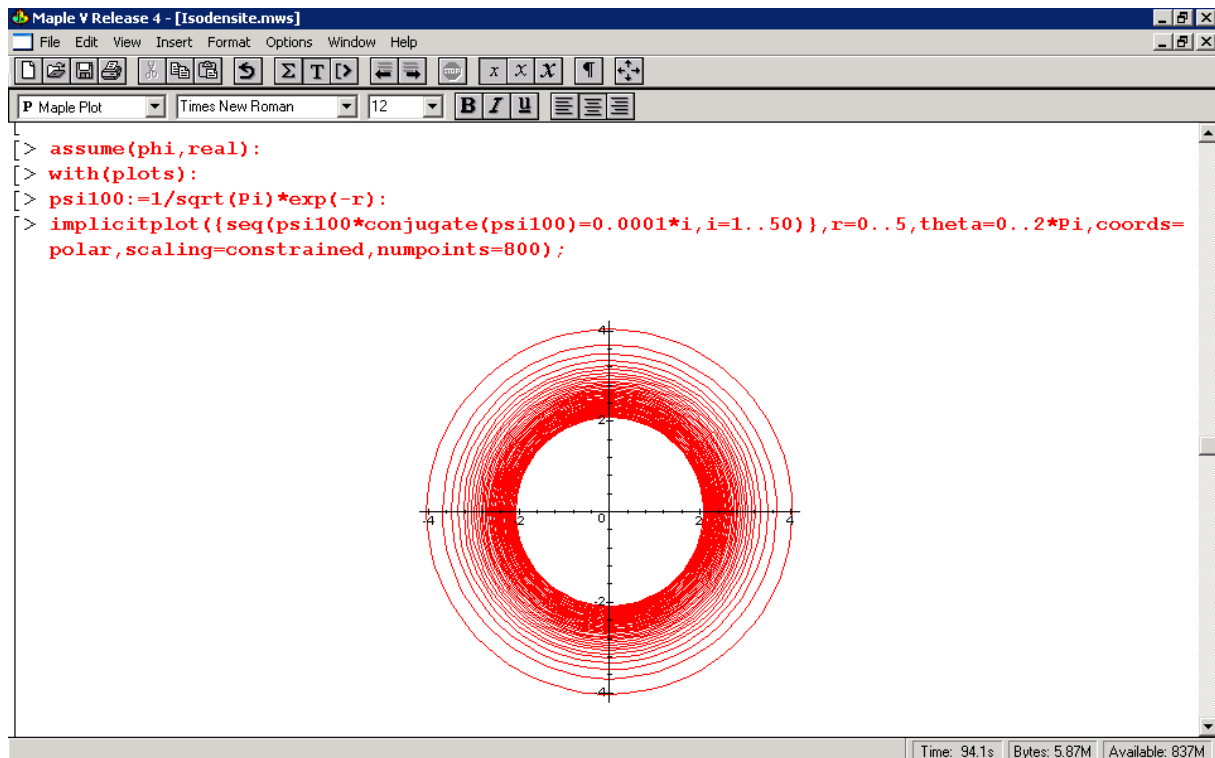 Maple V Release 4 - [Isodensite.mws]
File Edit View Insert Format Options Window Help
Σ T [> STOP x x x ¶
P Maple Plot Times New Roman 12 B I u
[> assume(phi,real):
[> with(plots):
[> psi100:=1/sqrt(Pi)*exp(-r):
[> implicitplot({seq(psi100*conjugate(psi100)=0.0001*i,i=1..50)},r=0..5,theta=0..2*Pi,coords=
polar,scaling=constrained,numpoints=800);
4
2
-4 -2 0 2 4
-2
-4
Time: 94.1s Bytes: 5.87M Available: 837M